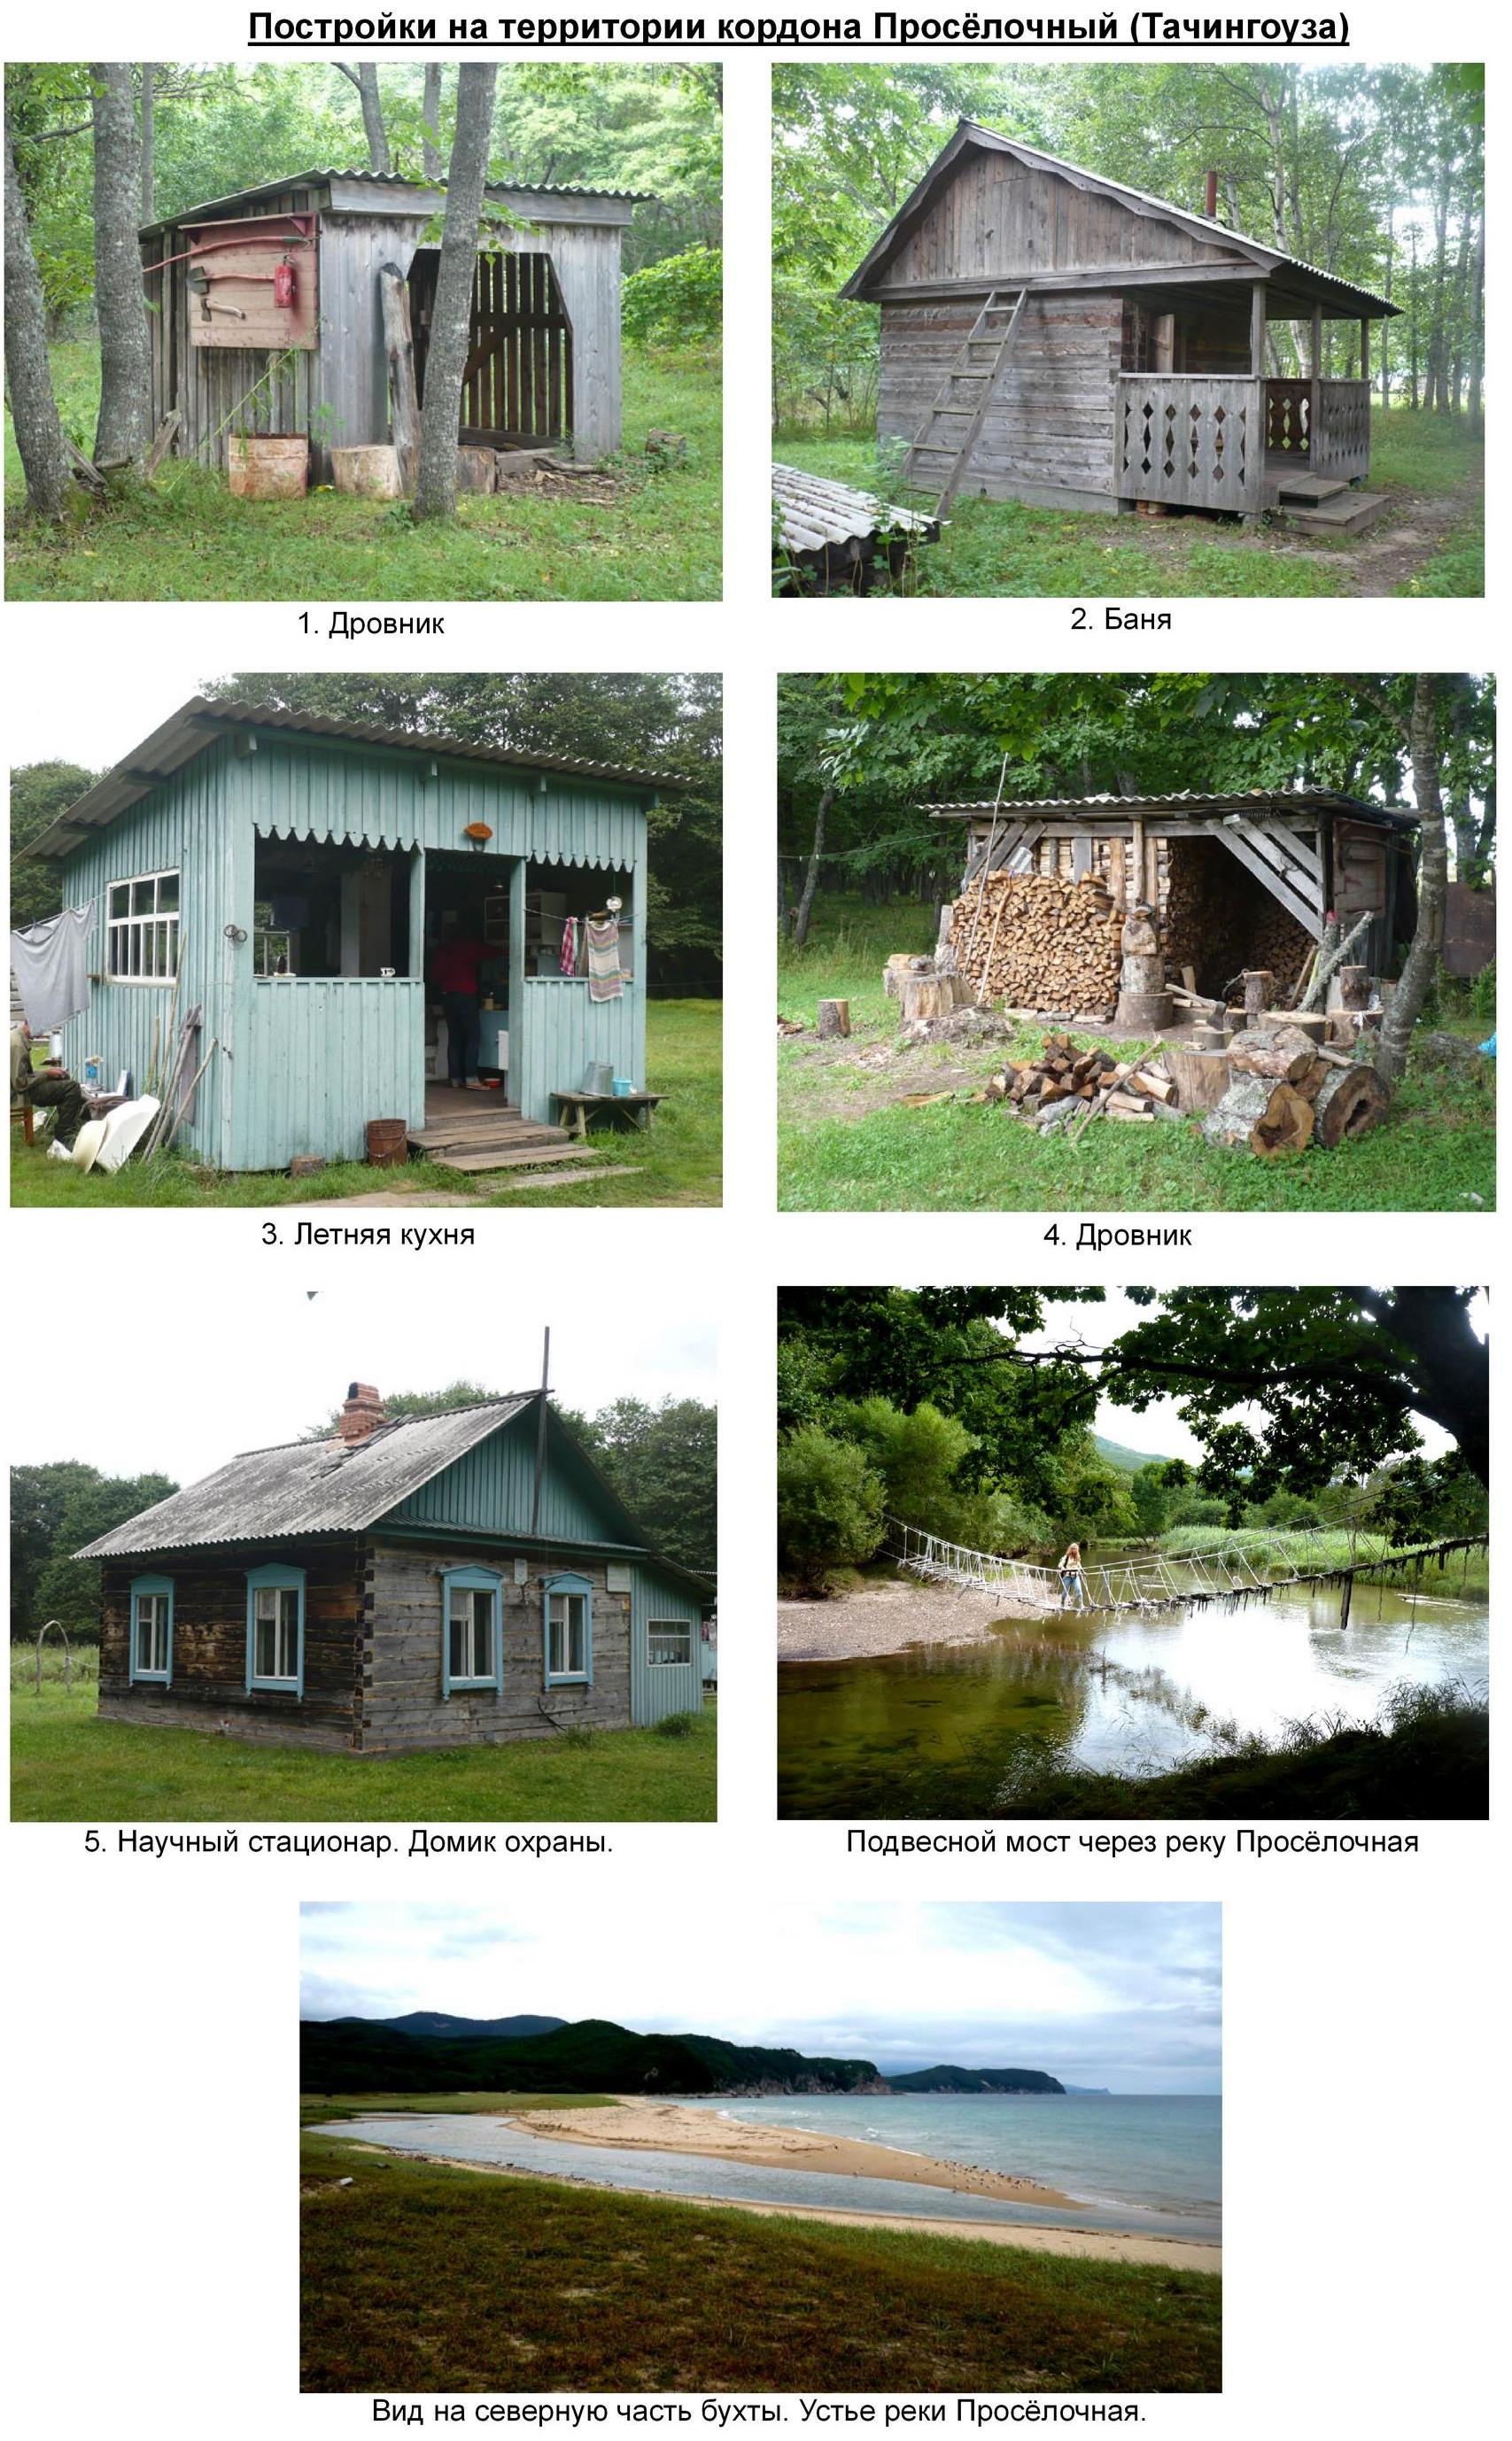 Постройки на территории кордона Просёлочный (Тачингоуза)
1. Дровник
2. Баня
3. Летняя кухня
4. Дровник
5. Научный стационар. Домик охраны.
Подвесной мост через реку Просёлочная
Вид на северную часть бухты. Устье реки Просёлочная.